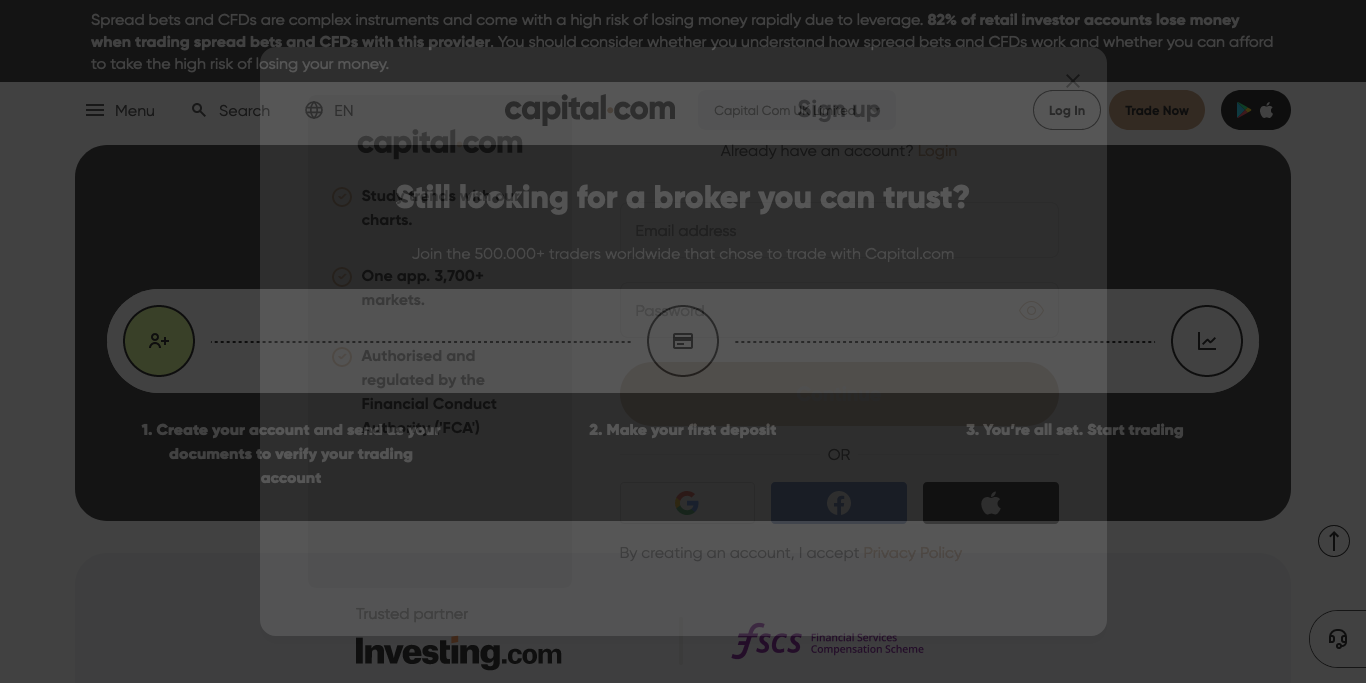 Spread bets and CFDs are complex instruments and come with a high risk of losing money rapidly due to leverage. 82% of retail investor accounts lose money
when trading spread bets and CFDs with this provider. You should consider whether you understand how spread bets and CFDs work and whether you can afford
to take the high risk of losing your money.
Menu
Search
EN
capital.com
Capital Com UK Limited
Sign up
Log In
Trade Now
capital.com
Already have an account? Login
Study trends with our
charts.
Still looking for a broker you can trust?
Email address
Join the 500.000+ traders worldwide that chose to trade with Capital.com
One app. 3,700+
markets.
Password
Authorised and
regulated by the
Financial Conduct
Authority ('FCA')
1. Create your account and send us your
documents to verify your trading
account
2. Make your first deposit
3. You're all set. Start trading
OR
By creating an account, I accept Privacy Policy
Trusted partner
Investing.com
fscs Financial Services
Compensation Scheme